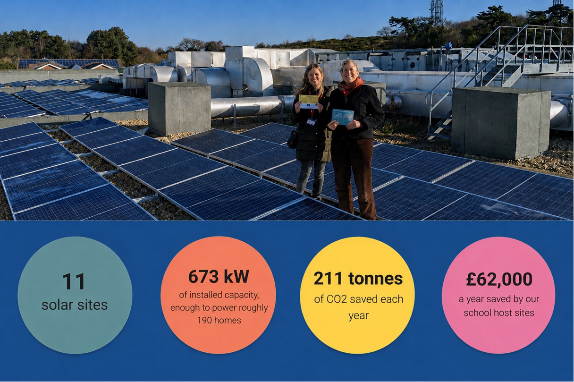 11
solar sites
673 kW
of installed capacity,
enough to power roughly
190 homes
211 tonnes
of CO2 saved each
year
£62,000
a year saved by our
school host sites